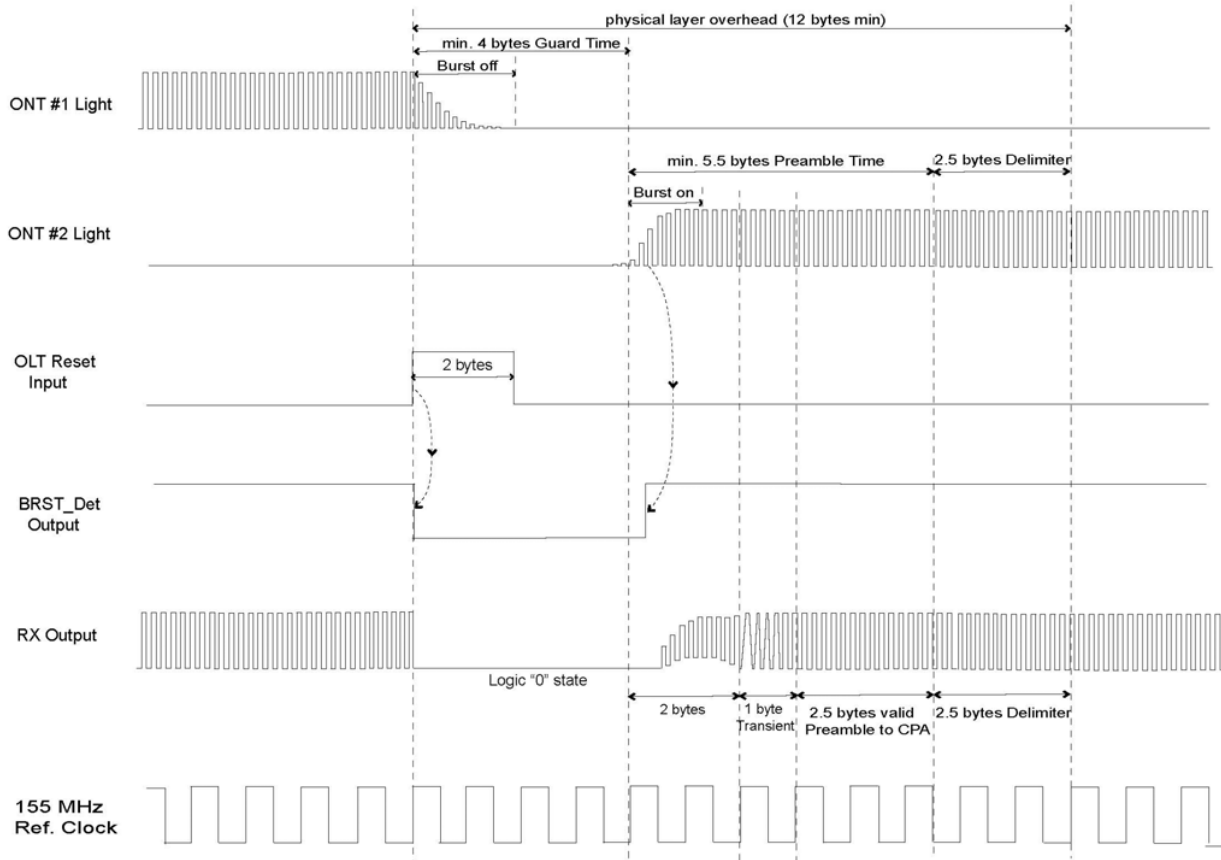 physical layer overhead (12 bytes min)
min. 4 bytes Guard Time
Burst off
ONT #1 Light
min. 5.5 bytes Preamble Time
2.5 bytes Delimiter
Burst on
ONT #2 Light
OLT Reset
Input
2 bytes
BRST_Det
Output
RX Output
Logic "0" state
2 bytes
1 byte
Transient
2.5 bytes valid
Preamble to CPA
2.5 bytes Delimiter
155 MHz
Ref. Clock